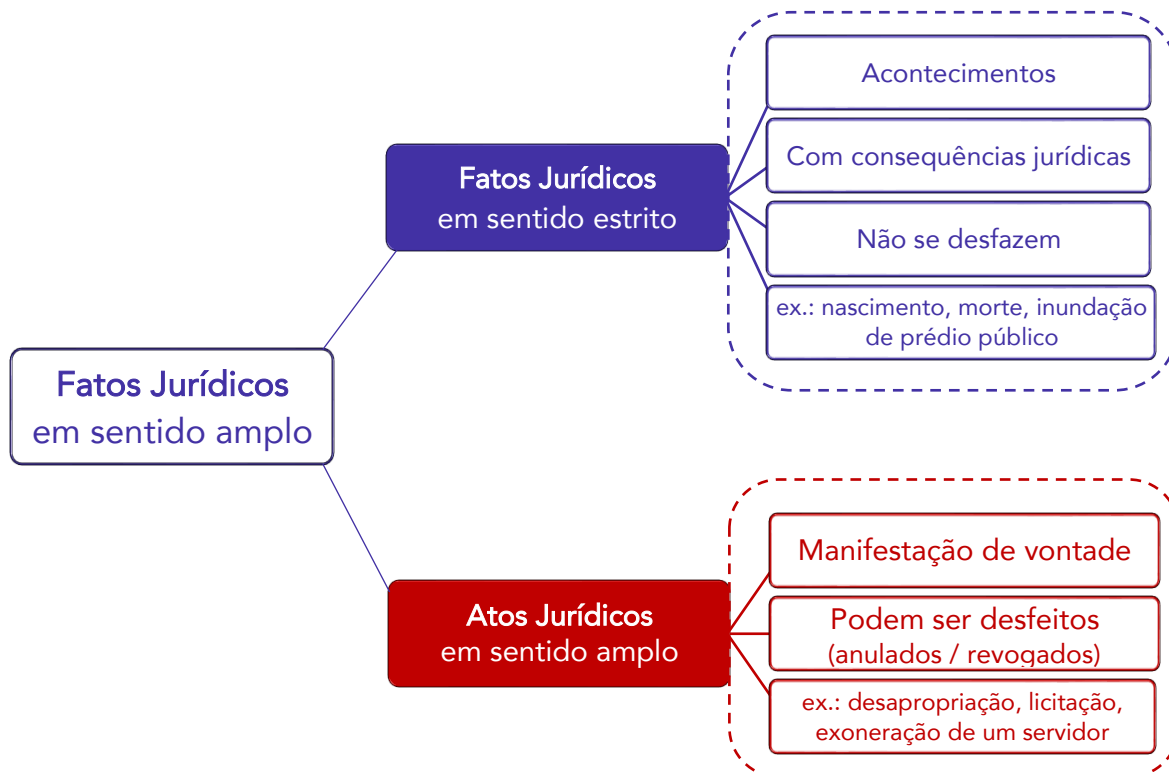 Fatos Jurídicos
em sentido amplo
Fatos Jurídicos
em sentido estrito
Acontecimentos
Com consequências jurídicas
Não se desfazem
ex.: nascimento, morte, inundação
de prédio público
Atos Jurídicos
em sentido amplo
Manifestação de vontade
Podem ser desfeitos
(anulados / revogados)
ex.: desapropriação, licitação,
exoneração de um servidor